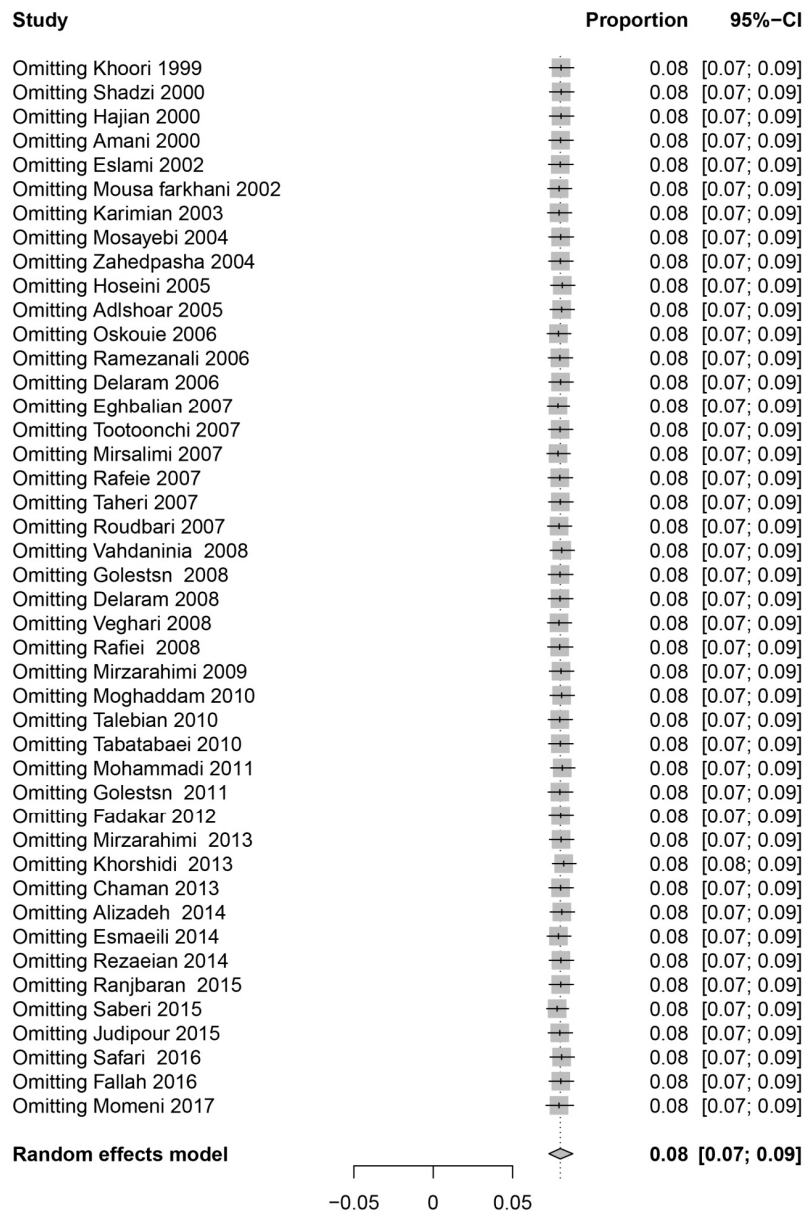 Study Proportion 95%−CI
Omitting Khoori 1999 0.08 [0.07; 0.09]
Omitting Shadzi 2000 0.08 [0.07; 0.09]
Omitting Hajian 2000 0.08 [0.07; 0.09]
Omitting Amani 2000 0.08 [0.07; 0.09]
Omitting Eslami 2002 0.08 [0.07; 0.09]
Omitting Mousa farkhani 2002 0.08 [0.07; 0.09]
Omitting Karimian 2003 0.08 [0.07; 0.09]
Omitting Mosayebi 2004 0.08 [0.07; 0.09]
Omitting Zahedpasha 2004 0.08 [0.07; 0.09]
Omitting Hoseini 2005 0.08 [0.07; 0.09]
Omitting Adlshoar 2005 0.08 [0.07; 0.09]
Omitting Oskouie 2006 0.08 [0.07; 0.09]
Omitting Ramezanali 2006 0.08 [0.07; 0.09]
Omitting Delaram 2006 0.08 [0.07; 0.09]
Omitting Eghbalian 2007 0.08 [0.07; 0.09]
Omitting Tootoonchi 2007 0.08 [0.07; 0.09]
Omitting Mirsalimi 2007 0.08 [0.07; 0.09]
Omitting Rafeie 2007 0.08 [0.07; 0.09]
Omitting Taheri 2007 0.08 [0.07; 0.09]
Omitting Roudbari 2007 0.08 [0.07; 0.09]
Omitting Vahdaninia 2008 0.08 [0.07; 0.09]
Omitting Golestsn 2008 0.08 [0.07; 0.09]
Omitting Delaram 2008 0.08 [0.07; 0.09]
Omitting Veghari 2008 0.08 [0.07; 0.09]
Omitting Rafiei 2008 0.08 [0.07; 0.09]
Omitting Mirzarahimi 2009 0.08 [0.07; 0.09]
Omitting Moghaddam 2010 0.08 [0.07; 0.09]
Omitting Talebian 2010 0.08 [0.07; 0.09]
Omitting Tabatabaei 2010 0.08 [0.07; 0.09]
Omitting Mohammadi 2011 0.08 [0.07; 0.09]
Omitting Golestsn 2011 0.08 [0.07; 0.09]
Omitting Fadakar 2012 0.08 [0.07; 0.09]
Omitting Mirzarahimi 2013 0.08 [0.07; 0.09]
Omitting Khorshidi 2013 0.08 [0.08; 0.09]
Omitting Chaman 2013 0.08 [0.07; 0.09]
Omitting Alizadeh 2014 0.08 [0.07; 0.09]
Omitting Esmaeili 2014 0.08 [0.07; 0.09]
Omitting Rezaeian 2014 0.08 [0.07; 0.09]
Omitting Ranjbaran 2015 0.08 [0.07; 0.09]
Omitting Saberi 2015 0.08 [0.07; 0.09]
Omitting Judipour 2015 0.08 [0.07; 0.09]
Omitting Safari 2016 0.08 [0.07; 0.09]
Omitting Fallah 2016 0.08 [0.07; 0.09]
Omitting Momeni 2017 0.08 [0.07; 0.09]
Random effects model 0.08 [0.07; 0.09]
−0.05 0 0.05